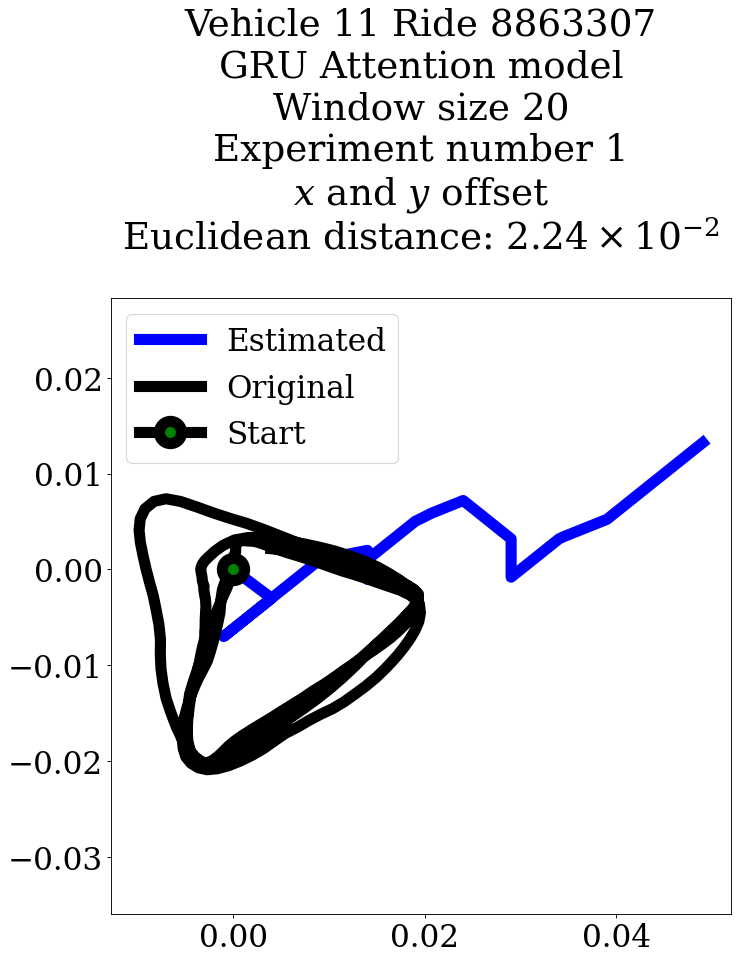 Vehicle 11 Ride 8863307
GRU Attention model
Window size 20
Experiment number 1
x and y offset
Euclidean distance: 2.24 × 10⁻²
Estimated
Original
Start
0.02
0.01
0.00
−0.01
−0.02
−0.03
0.00 0.02 0.04